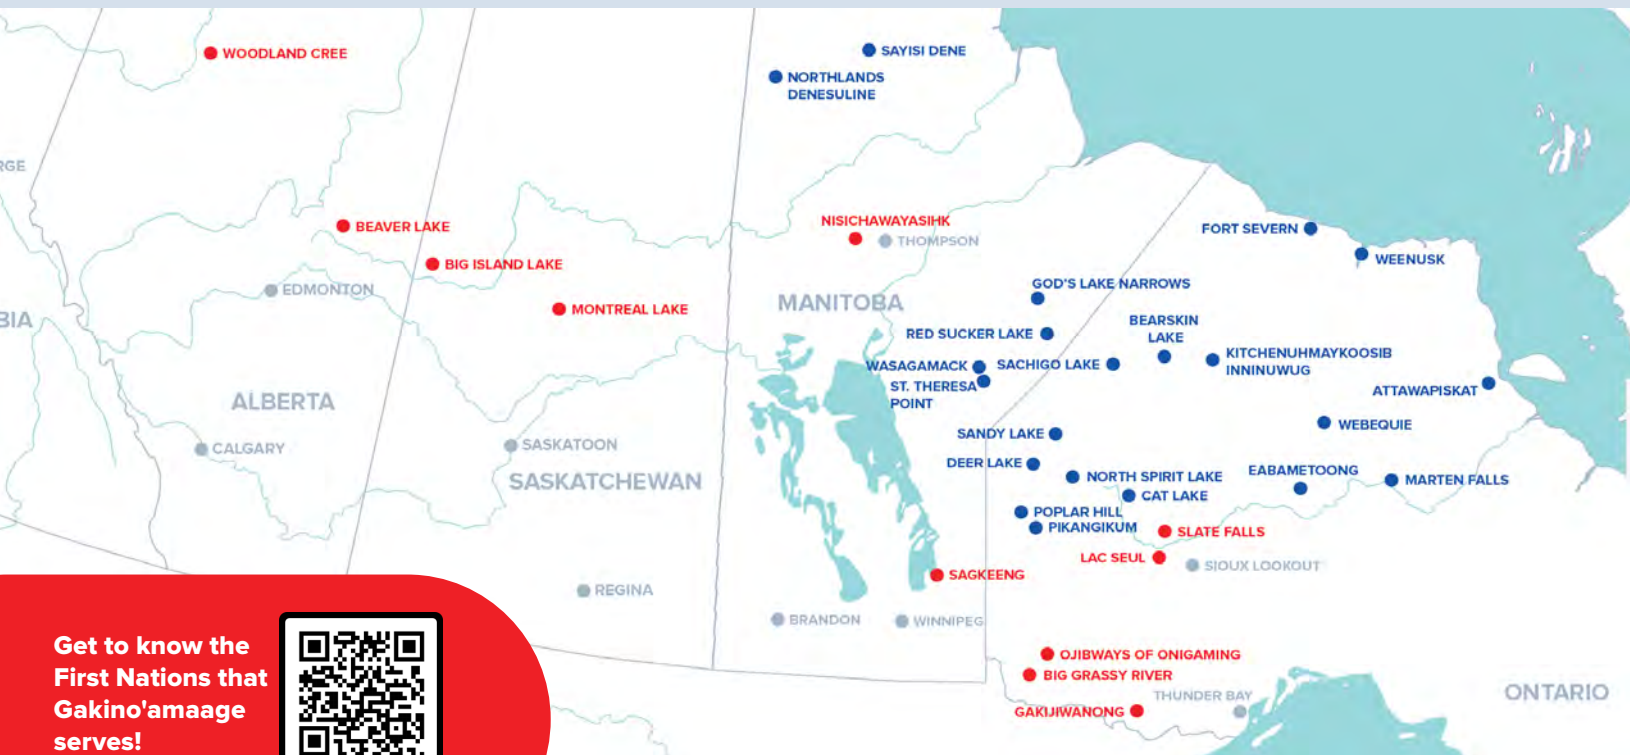 WOODLAND CREE
SAYISI DENE
NORTHLANDS
DENESULINE
RGE
BEAVER LAKE
NISICHAWAYASIHK
THOMPSON
FORT SEVERN
WEENUSK
BIG ISLAND LAKE
EDMONTON
MONTREAL LAKE
MANITOBA
GOD'S LAKE NARROWS
BIA
RED SUCKER LAKE
BEARSKIN
LAKE
WASAGAMACK
SACHIGO LAKE
KITCHENUHMAYKOOSIB
INNINUWUG
ST. THERESA
POINT
ATTAWAPISKAT
ALBERTA
WEBEQUIE
SANDY LAKE
CALGARY
SASKATOON
DEER LAKE
SASKATCHEWAN
NORTH SPIRIT LAKE
EABAMETOONG
MARTEN FALLS
CAT LAKE
POPLAR HILL
PIKANGIKUM
SLATE FALLS
LAC SEUL
SIOUX LOOKOUT
SAGKEENG
REGINA
BRANDON
WINNIPEG
OJIBWAYS OF ONIGAMING
BIG GRASSY RIVER
THUNDER BAY
ONTARIO
GAKIJIWANONG
Get to know the
First Nations that
Gakino'amaage
serves!